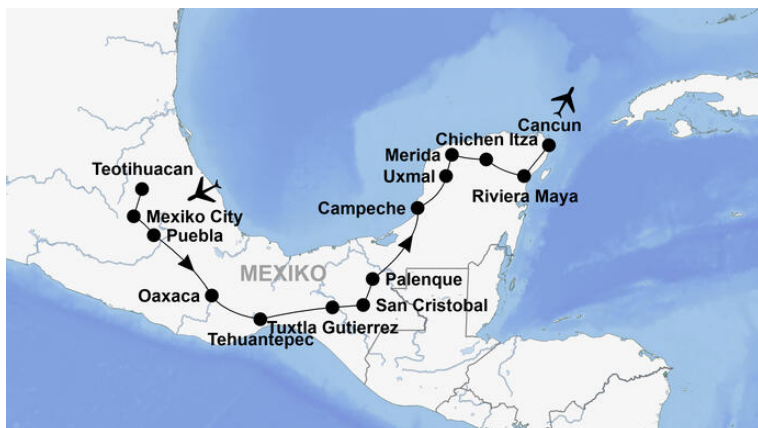 Cancun
Chichen Itza
Merida
Teotihuacan
Uxmal
Riviera Maya
Campeche
Mexiko City
Puebla
MEXIKO
Palenque
Oaxaca
San Cristobal
Tuxtla Gutierrez
Tehuantepec